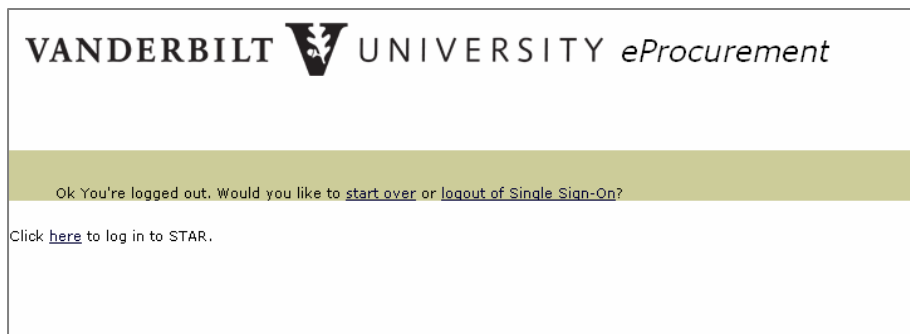 VANDERBILT V UNIVERSITY eProcurement
Ok You're logged out. Would you like to start over or logout of Single Sign-On?
Click here to log in to STAR.